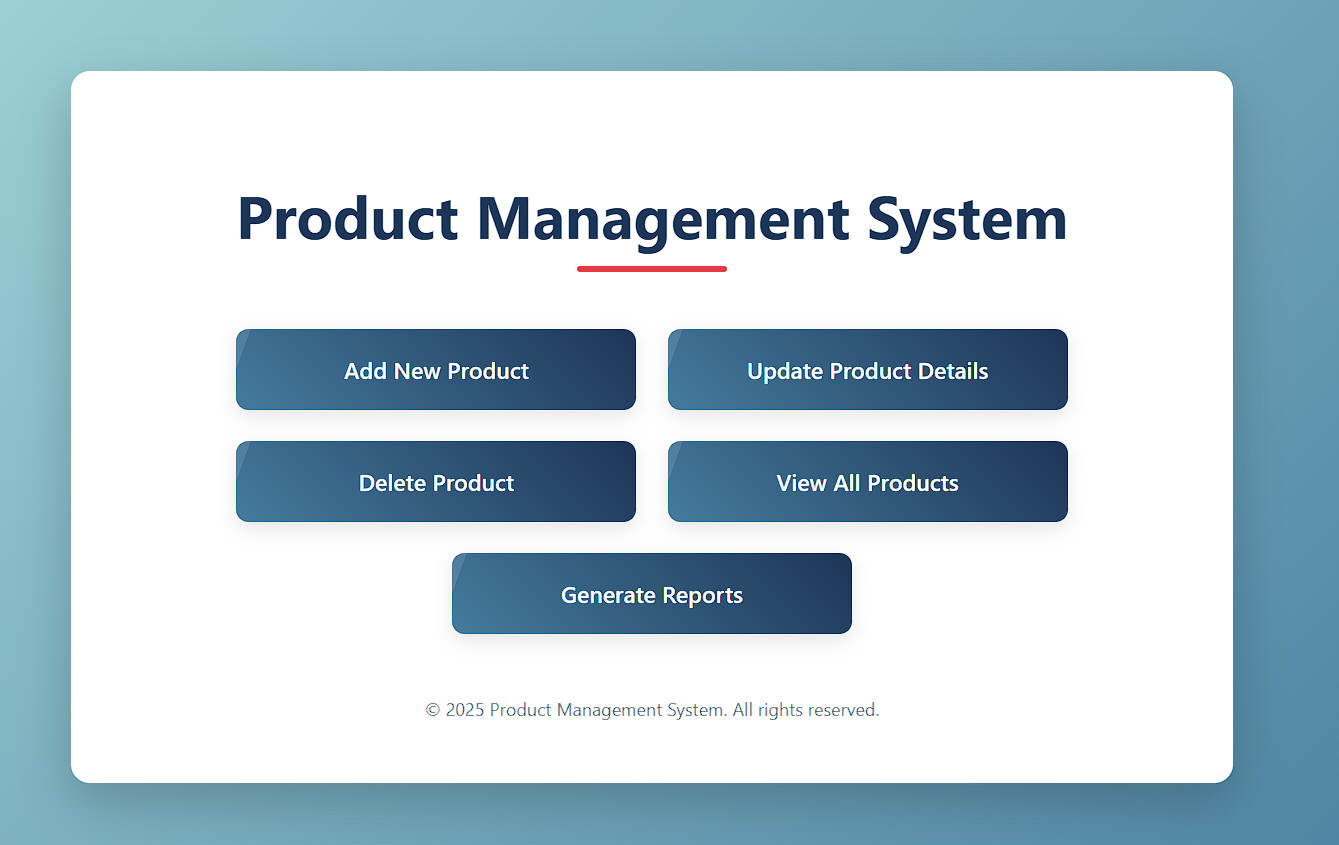 Product Management System
Add New Product
Update Product Details
Delete Product
View All Products
Generate Reports
© 2025 Product Management System. All rights reserved.